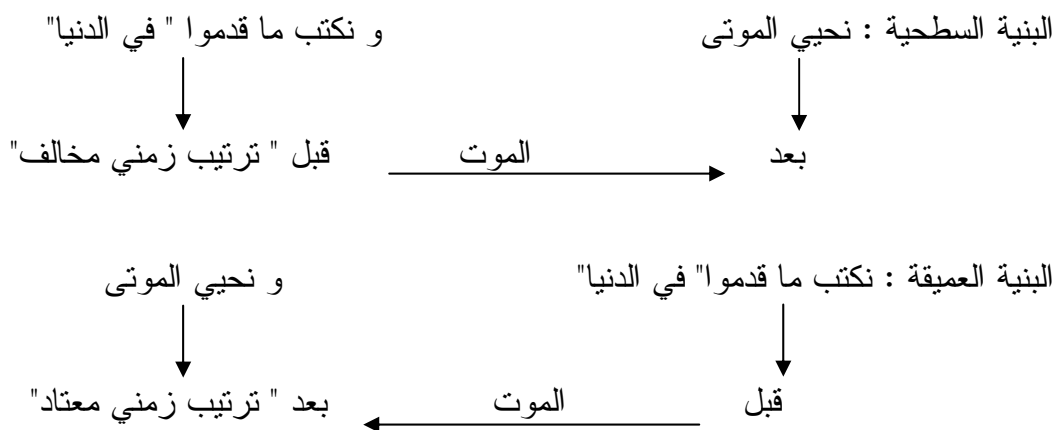 البنية السطحية : نحيي الموتى و نكتب ما قدموا " في الدنيا"
بعد الموت قبل " ترتيب زمني مخالف"
البنية العميقة : نكتب ما قدموا" في الدنيا" و نحيي الموتى
قبل الموت بعد " ترتيب زمني معتاد"